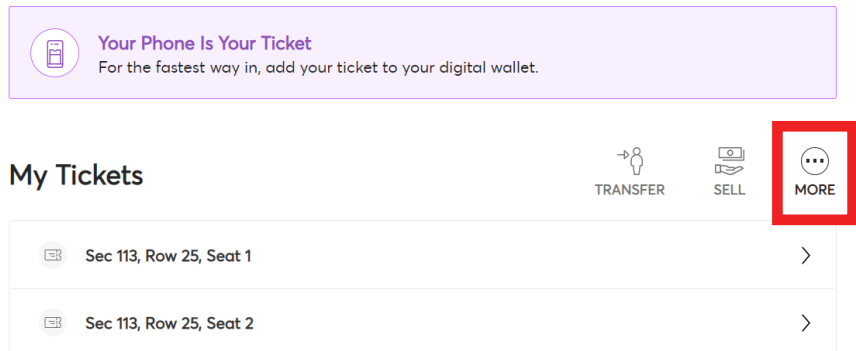 Your Phone Is Your Ticket
For the fastest way in, add your ticket to your digital wallet.
My Tickets
TRANSFER
SELL
MORE
Sec 113, Row 25, Seat 1
Sec 113, Row 25, Seat 2